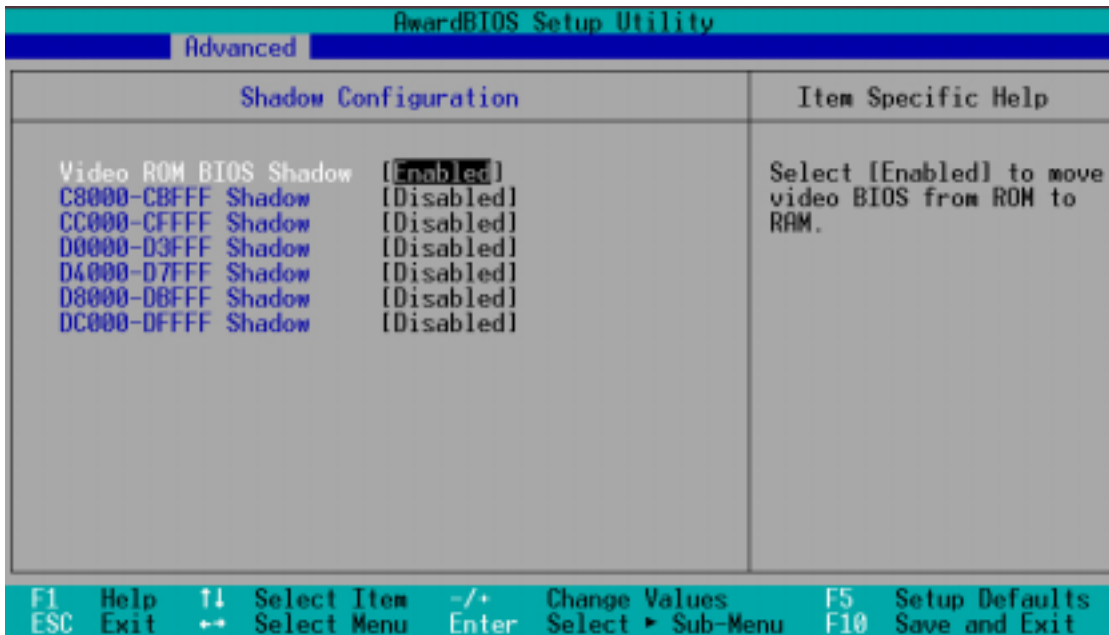 AwardBIOS Setup Utility
Advanced
Shadow Configuration
Item Specific Help
Video ROM BIOS Shadow [Enabled]
C8000-CBFFF Shadow [Disabled]
CC000-CFFFF Shadow [Disabled]
D0000-D3FFF Shadow [Disabled]
D4000-D7FFF Shadow [Disabled]
D8000-DBFFF Shadow [Disabled]
DC000-DFFFF Shadow [Disabled]
Select [Enabled] to move
video BIOS from ROM to
RAM.
F1 Help ↑↓ Select Item -/+ Change Values F5 Setup Defaults
ESC Exit ←→ Select Menu Enter Select ► Sub-Menu F10 Save and Exit